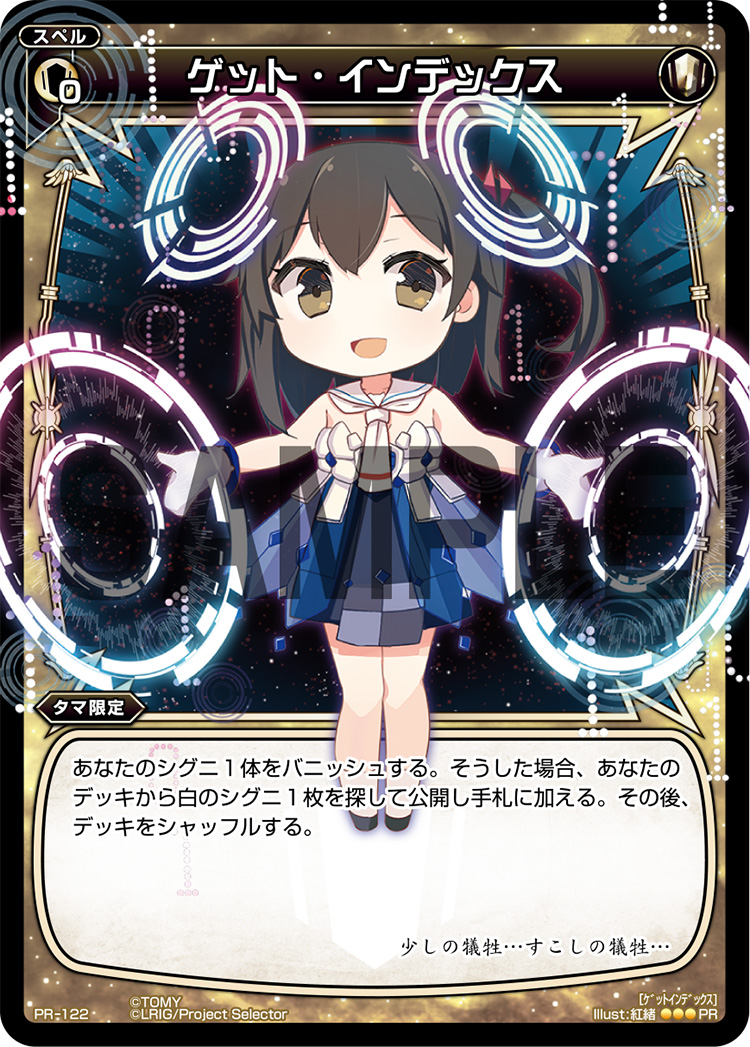 スペル
0
ゲット・インデックス
SAMPLE
タマ限定
あなたのシグニ1体をバニッシュする。そうした場合、あなたの
デッキから白のシグニ1枚を探して公開し手札に加える。その後、
デッキをシャッフルする。
少しの犠牲…すこしの犠牲…
©TOMY
[ｹﾞｯﾄｲﾝﾃﾞｯｸｽ]
PR-122 ©LRIG/Project Selector Illust:紅緒 PR